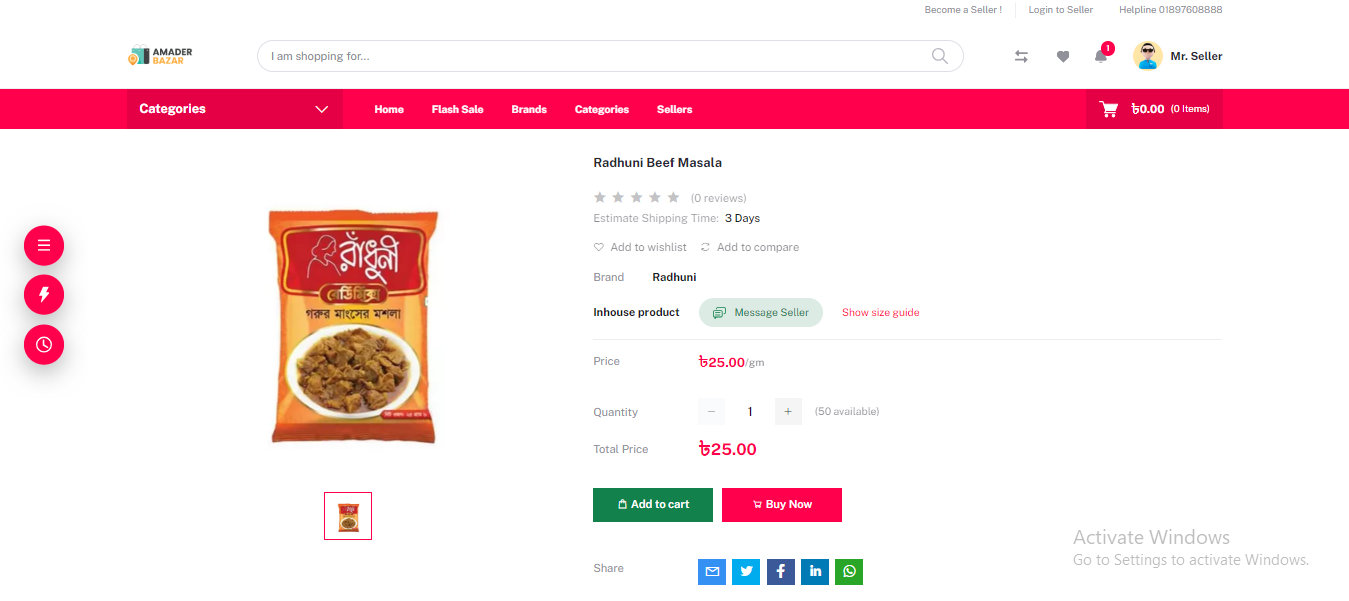 Become a Seller !
Login to Seller
Helpline 01897608888
AMADER
BAZAR
I am shopping for...
1
Mr. Seller
Categories
Home
Flash Sale
Brands
Categories
Sellers
৳0.00 (0 Items)
Radhuni Beef Masala
(0 reviews)
Estimate Shipping Time: 3 Days
Add to wishlist
Add to compare
Brand
Radhuni
Inhouse product
Message Seller
Show size guide
Price
৳25.00/gm
Quantity
1
(50 available)
Total Price
৳25.00
Add to cart
Buy Now
Share
রাঁধুনী
রেডিমিক্স
গরুর মাংসের মশলা
Activate Windows
Go to Settings to activate Windows.